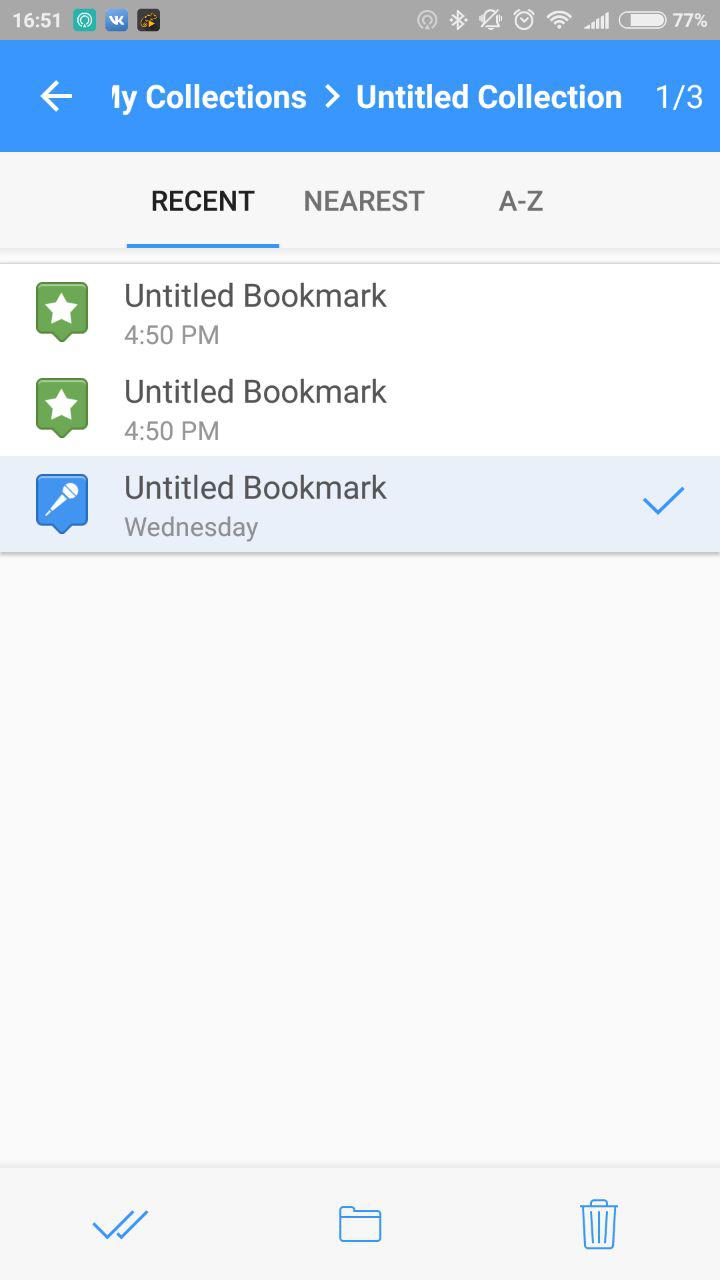 16:51
77%
My Collections > Untitled Collection 1/3
RECENT NEAREST A-Z
Untitled Bookmark
4:50 PM
Untitled Bookmark
4:50 PM
Untitled Bookmark
Wednesday